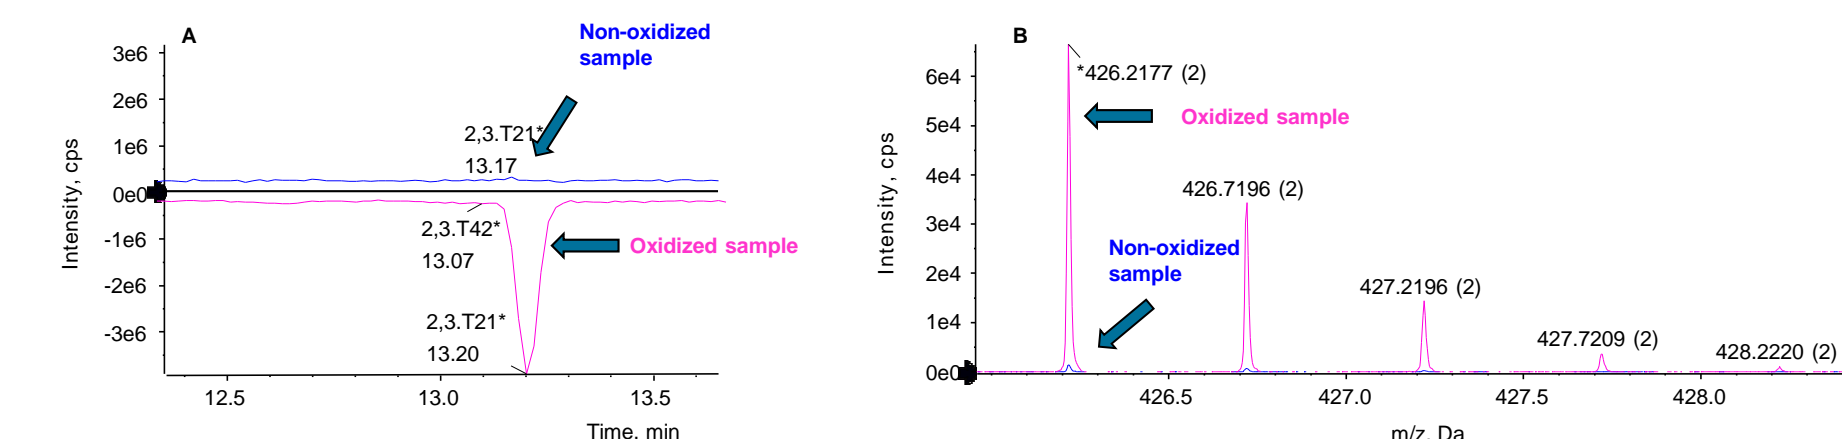 A
Non-oxidized
sample
3e6
2e6
1e6
0e0
-1e6
-2e6
-3e6
Intensity, cps
2,3.T21*
13.17
2,3.T42*
13.07
Oxidized sample
2,3.T21*
13.20
12.5
13.0
13.5
Time, min
B
6e4
5e4
4e4
3e4
2e4
1e4
0e0
Intensity, cps
*426.2177 (2)
Oxidized sample
426.7196 (2)
Non-oxidized
sample
427.2196 (2)
427.7209 (2)
428.2220 (2)
426.5
427.0
427.5
428.0
m/z, Da